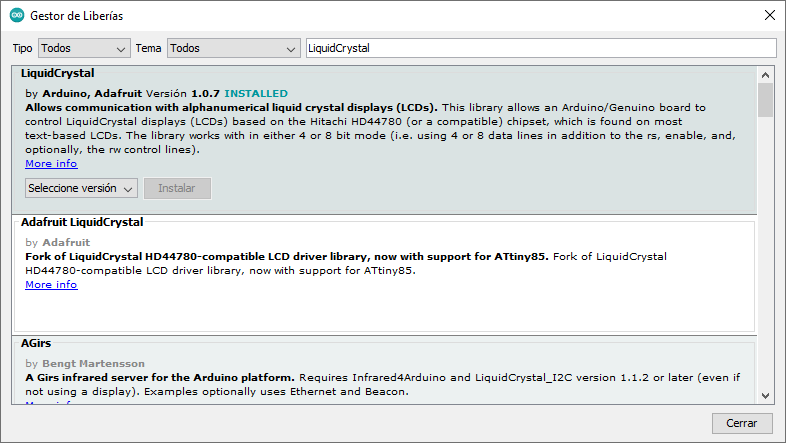 Gestor de Liberías
Tipo Todos Tema Todos LiquidCrystal
LiquidCrystal
by Arduino, Adafruit Versión 1.0.7 INSTALLED
Allows communication with alphanumerical liquid crystal displays (LCDs). This library allows an Arduino/Genuino board to
control LiquidCrystal displays (LCDs) based on the Hitachi HD44780 (or a compatible) chipset, which is found on most
text-based LCDs. The library works with in either 4 or 8 bit mode (i.e. using 4 or 8 data lines in addition to the rs, enable, and,
optionally, the rw control lines).
More info
Seleccione versión Instalar
Adafruit LiquidCrystal
by Adafruit
Fork of LiquidCrystal HD44780-compatible LCD driver library, now with support for ATtiny85. Fork of LiquidCrystal
HD44780-compatible LCD driver library, now with support for ATtiny85.
More info
AGirs
by Bengt Martensson
A Girs infrared server for the Arduino platform. Requires Infrared4Arduino and LiquidCrystal_I2C version 1.1.2 or later (even if
not using a display). Examples optionally uses Ethernet and Beacon.
More info
Cerrar